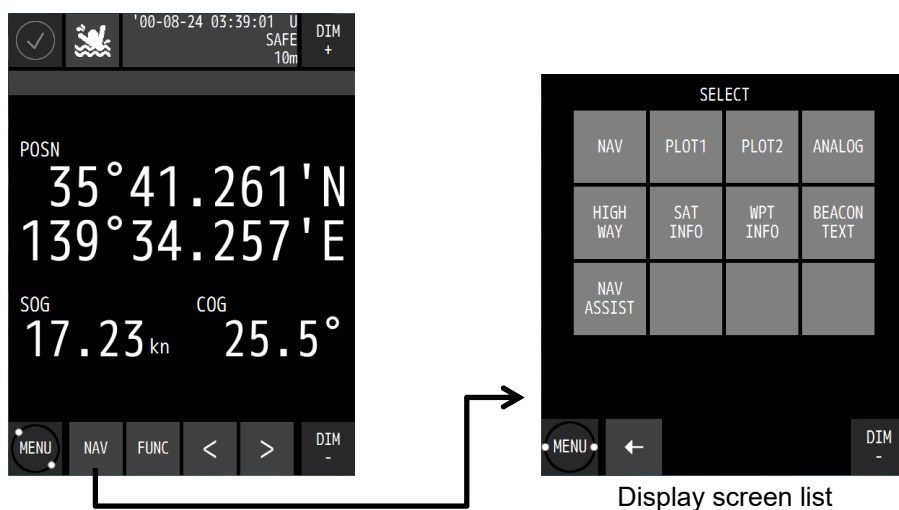 '00-08-24 03:39:01 U
SAFE
10m
DIM
+
POSN
35°41.261'N
139°34.257'E
SOG
COG
17.23 kn
25.5°
MENU
NAV
FUNC
<
>
DIM
-
SELECT
NAV
PLOT1
PLOT2
ANALOG
HIGH
WAY
SAT
INFO
WPT
INFO
BEACON
TEXT
NAV
ASSIST
MENU
DIM
-
Display screen list